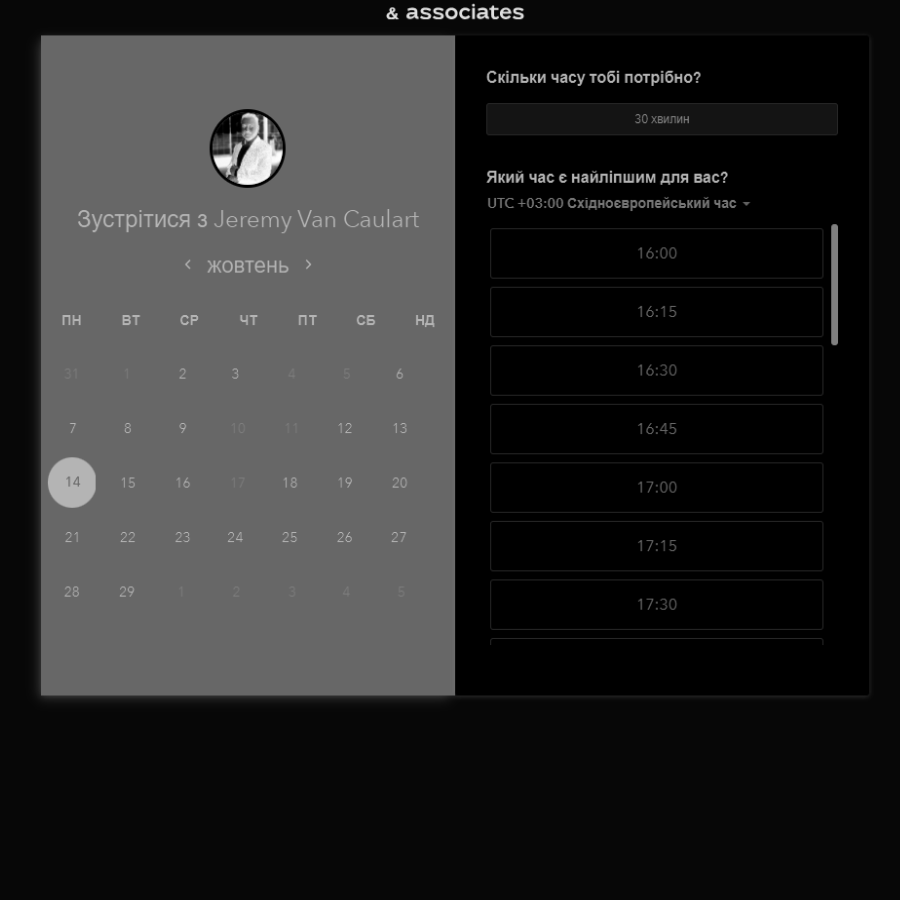 & associates
Зустрітися з Jeremy Van Caulart
жовтень
ПН ВТ СР ЧТ ПТ СБ НД
31 1 2 3 4 5 6
7 8 9 10 11 12 13
14 15 16 17 18 19 20
21 22 23 24 25 26 27
28 29 1 2 3 4 5
Скільки часу тобі потрібно?
30 хвилин
Який час є найліпшим для вас?
UTC +03:00 Східноєвропейський час
16:00
16:15
16:30
16:45
17:00
17:15
17:30